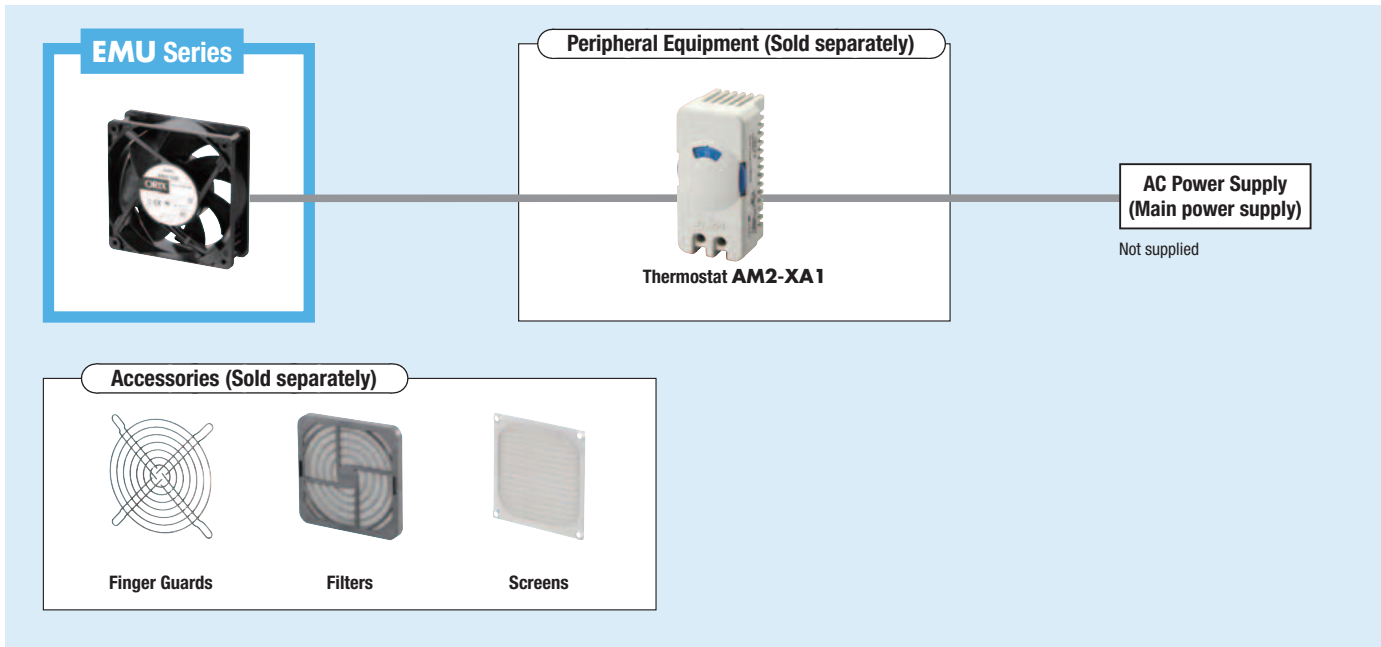 EMU Series
Peripheral Equipment (Sold separately)
ORIX
Thermostat AM2-XA1
AC Power Supply
(Main power supply)
Not supplied
Accessories (Sold separately)
Finger Guards
Filters
Screens